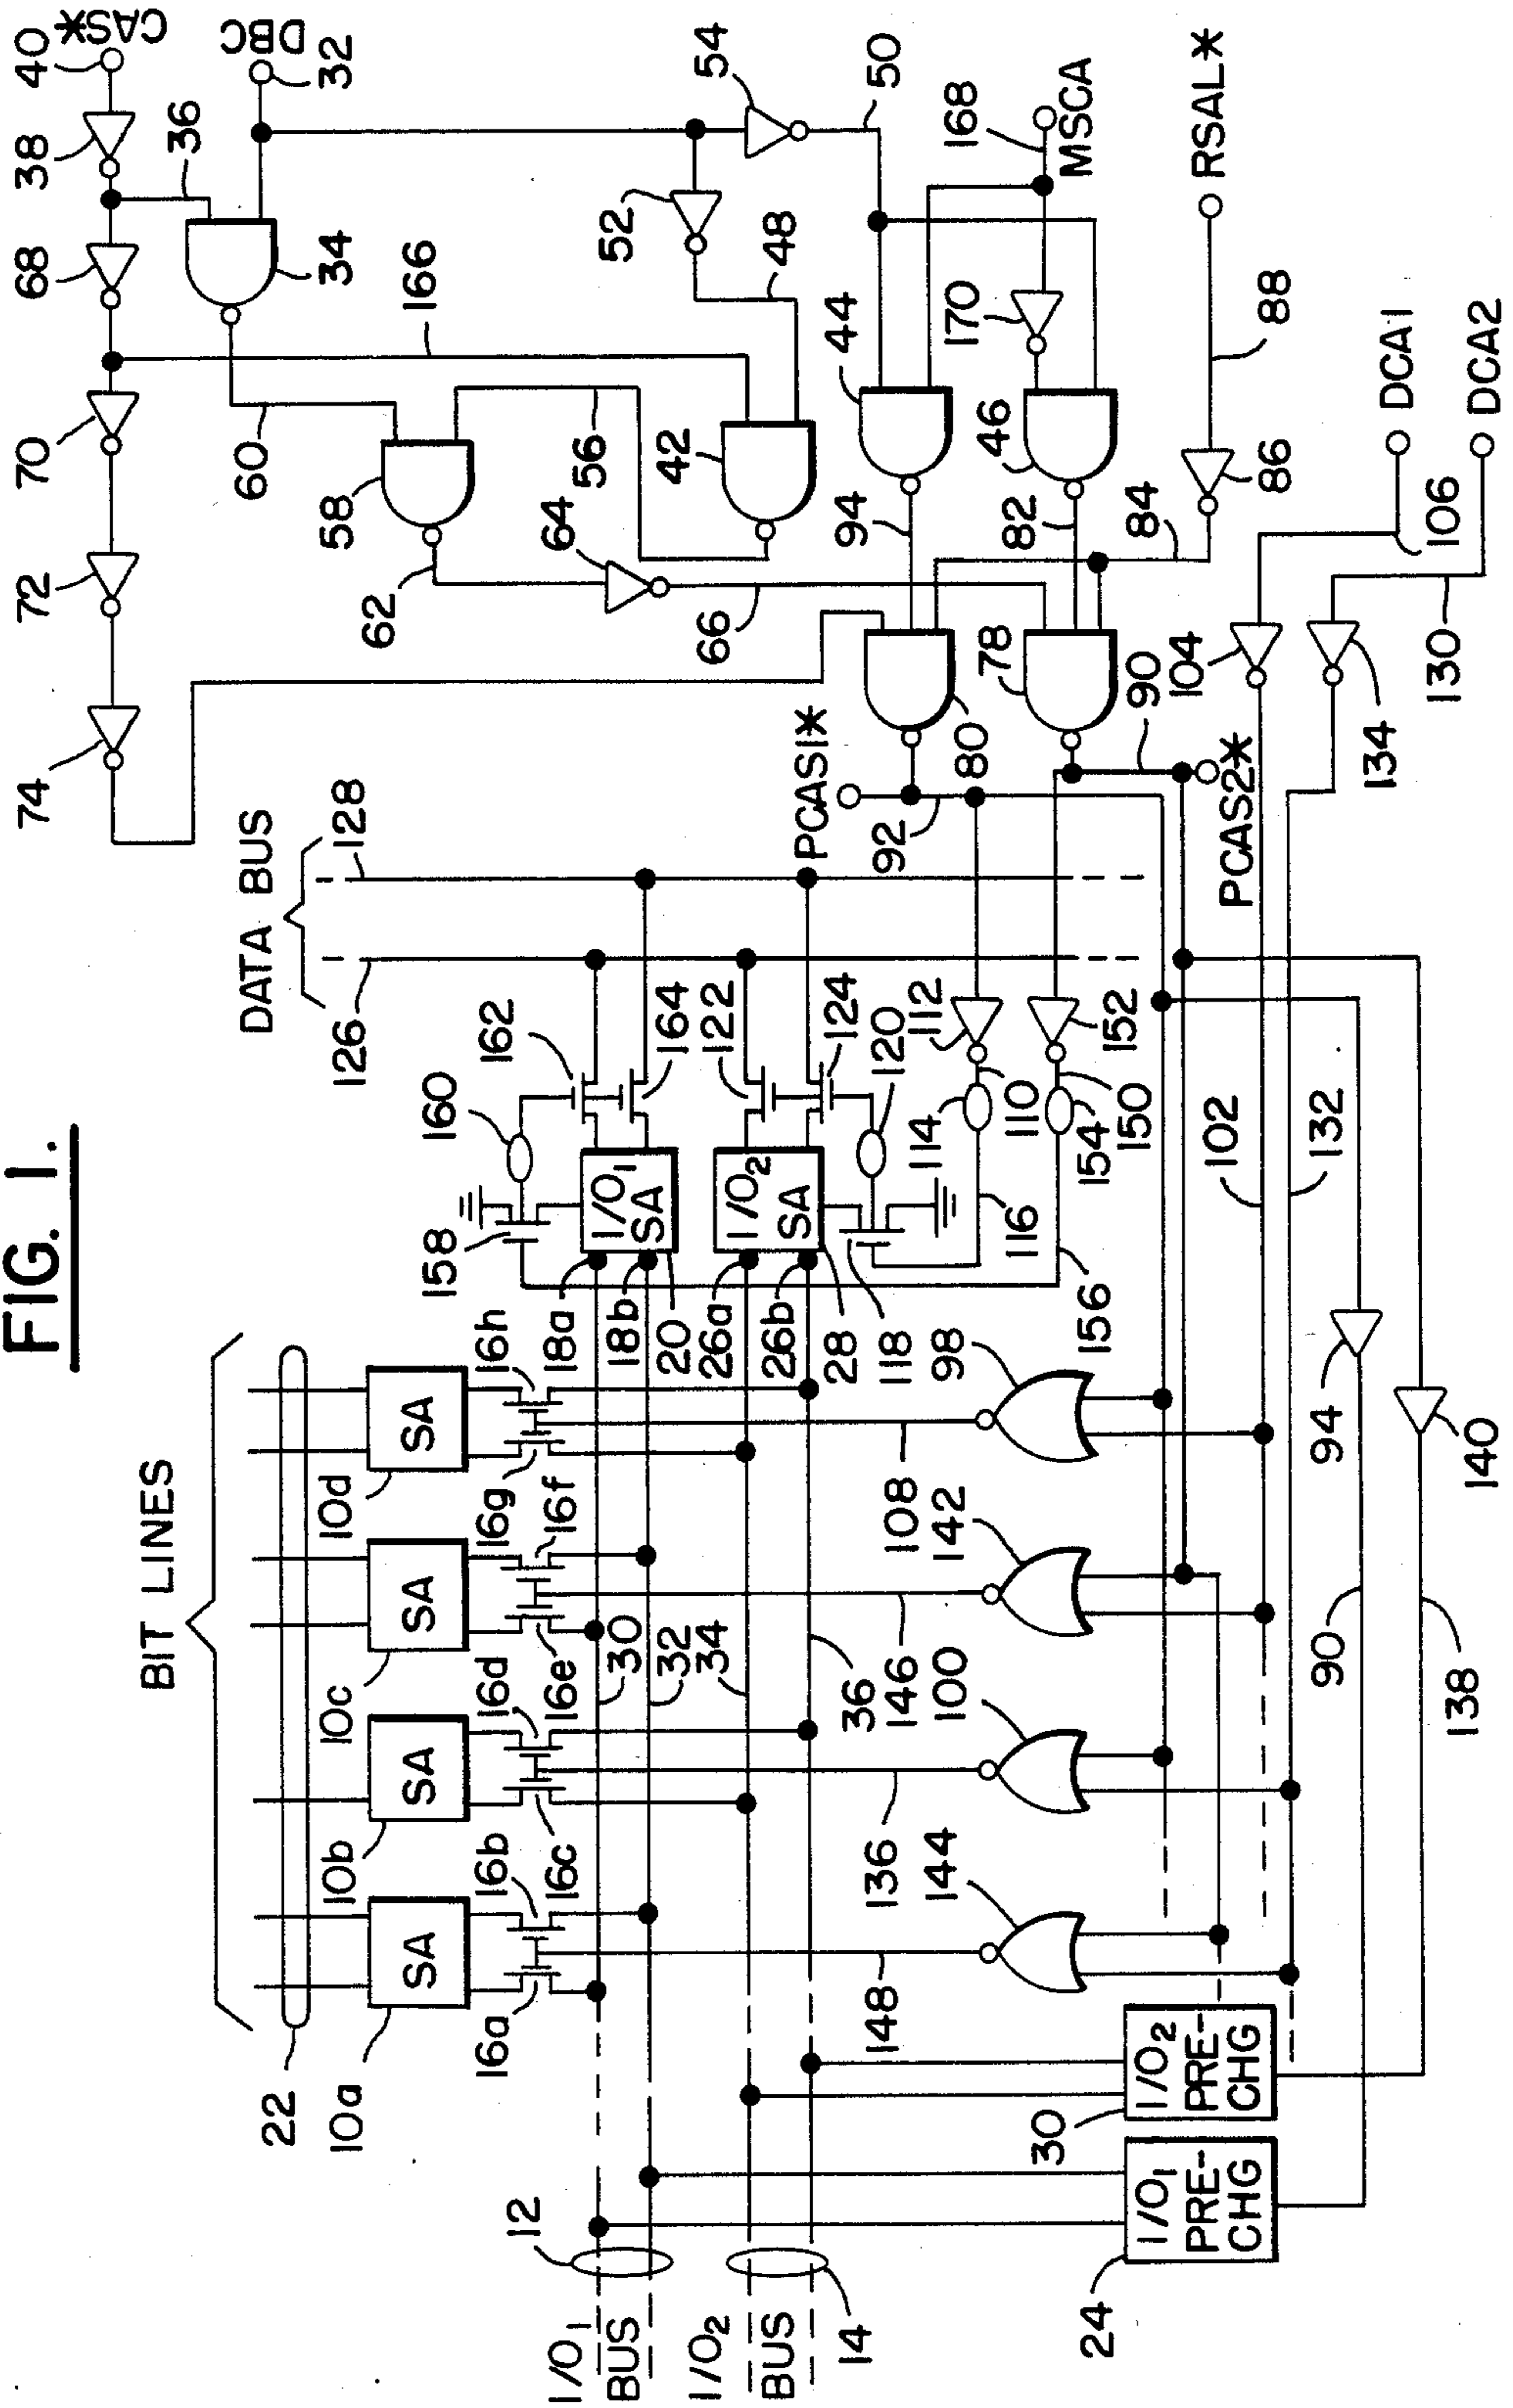 FIG. 1.
40
CAS*
38
36
DBC
32
68
34
70
60
166
72
58
56
62
64
74
42
52
54
48
50
44
168
MSCA
170
46
RSAL*
88
86
84
94
82
66
78
80
90
PCAS1*
92
PCAS2*
DCA1
DCA2
106
104
130
134
DATA BUS
126
128
162
160
164
122
124
120
112
152
110
114
150
154
158
I/O1
SA
I/O2
SA
116
156
118
18a
18b
20
26a
26b
28
102
132
BIT LINES
22
SA
SA
SA
SA
10a
10b
10c
10d
16a
16b
16c
16d
16e
16f
16g
16h
30
32
34
36
98
108
142
146
100
136
144
148
94
140
90
138
12
I/O1
BUS
I/O2
BUS
14
I/O2
PRE-
CHG
30
I/O1
PRE-
CHG
24